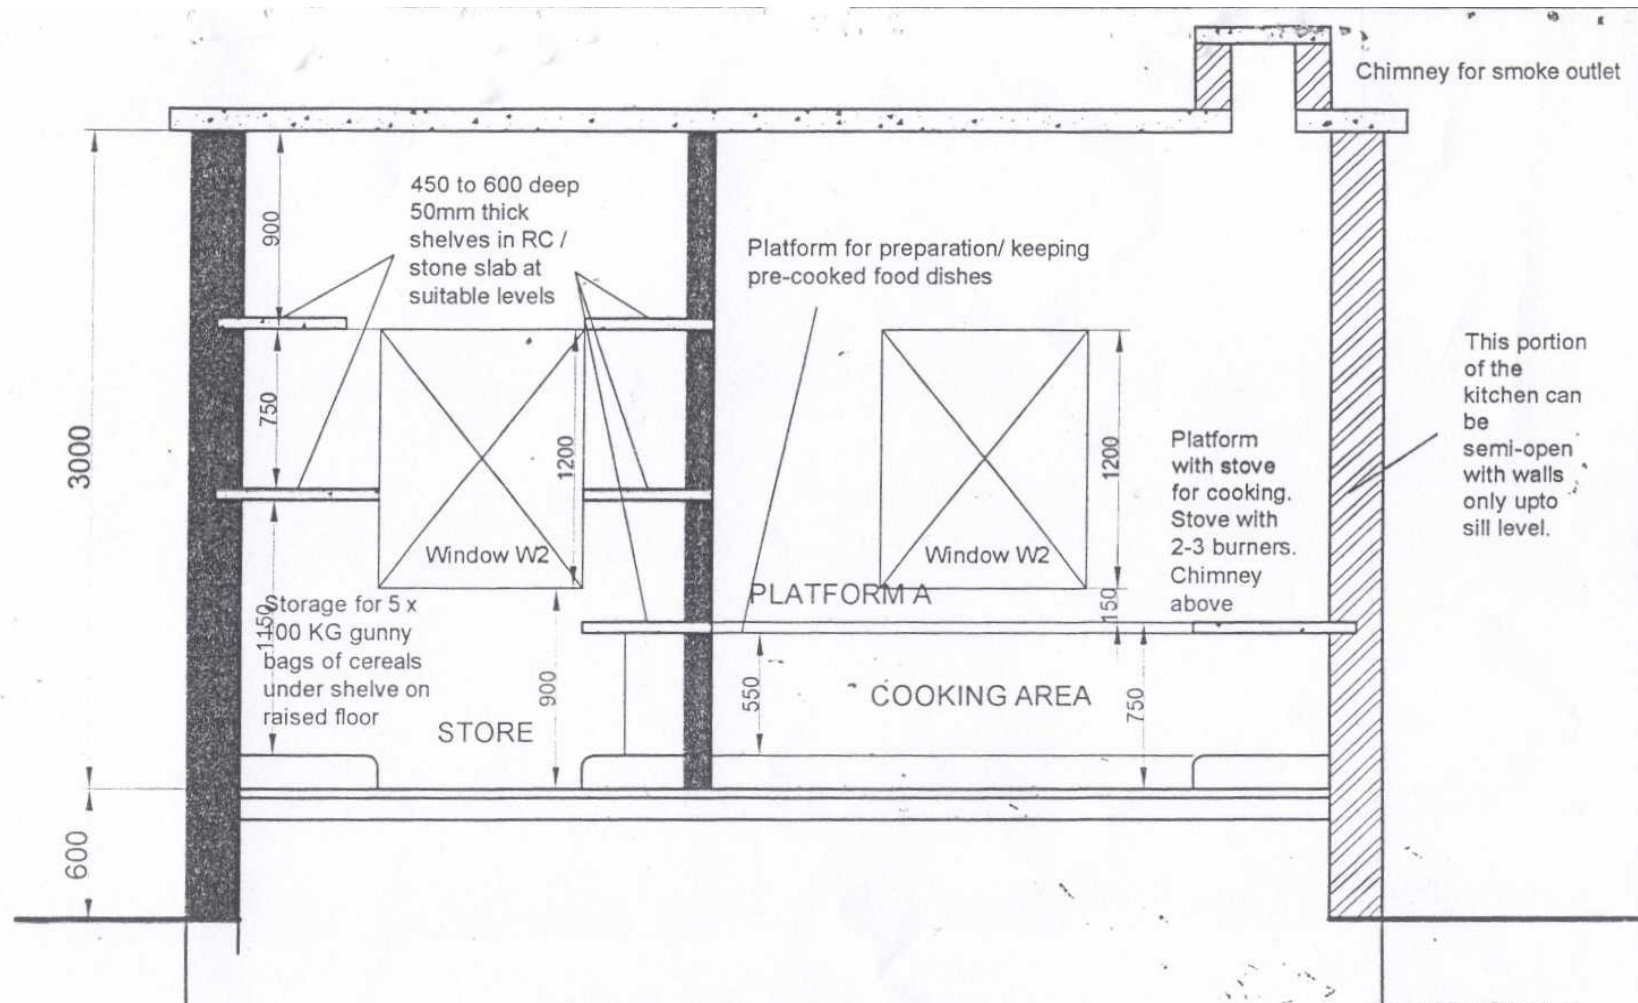 Chimney for smoke outlet
450 to 600 deep
50mm thick
shelves in RC /
stone slab at
suitable levels
900
Platform for preparation/ keeping
pre-cooked food dishes
This portion
of the
kitchen can
be
semi-open
with walls
only upto
sill level.
3000
750
1200
1200
Platform
with stove
for cooking.
Stove with
2-3 burners.
Chimney
above
Window W2
Window W2
PLATFORM A
150
1150
Storage for 5 x
100 KG gunny
bags of cereals
under shelve on
raised floor
900
550
COOKING AREA
750
STORE
600